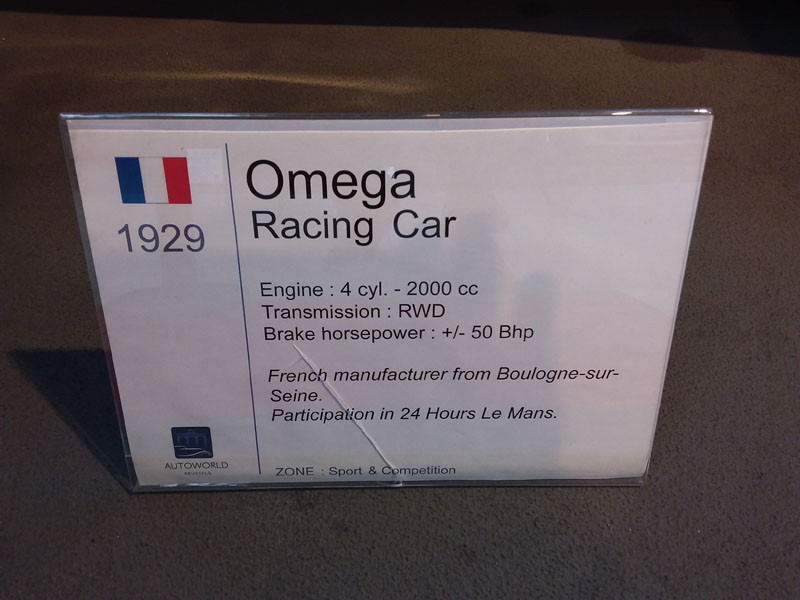 1929
Omega
Racing Car
Engine : 4 cyl. - 2000 cc
Transmission : RWD
Brake horsepower : +/- 50 Bhp
French manufacturer from Boulogne-sur-
Seine.
Participation in 24 Hours Le Mans.
AUTOWORLD
BRUSSELS
ZONE : Sport & Competition